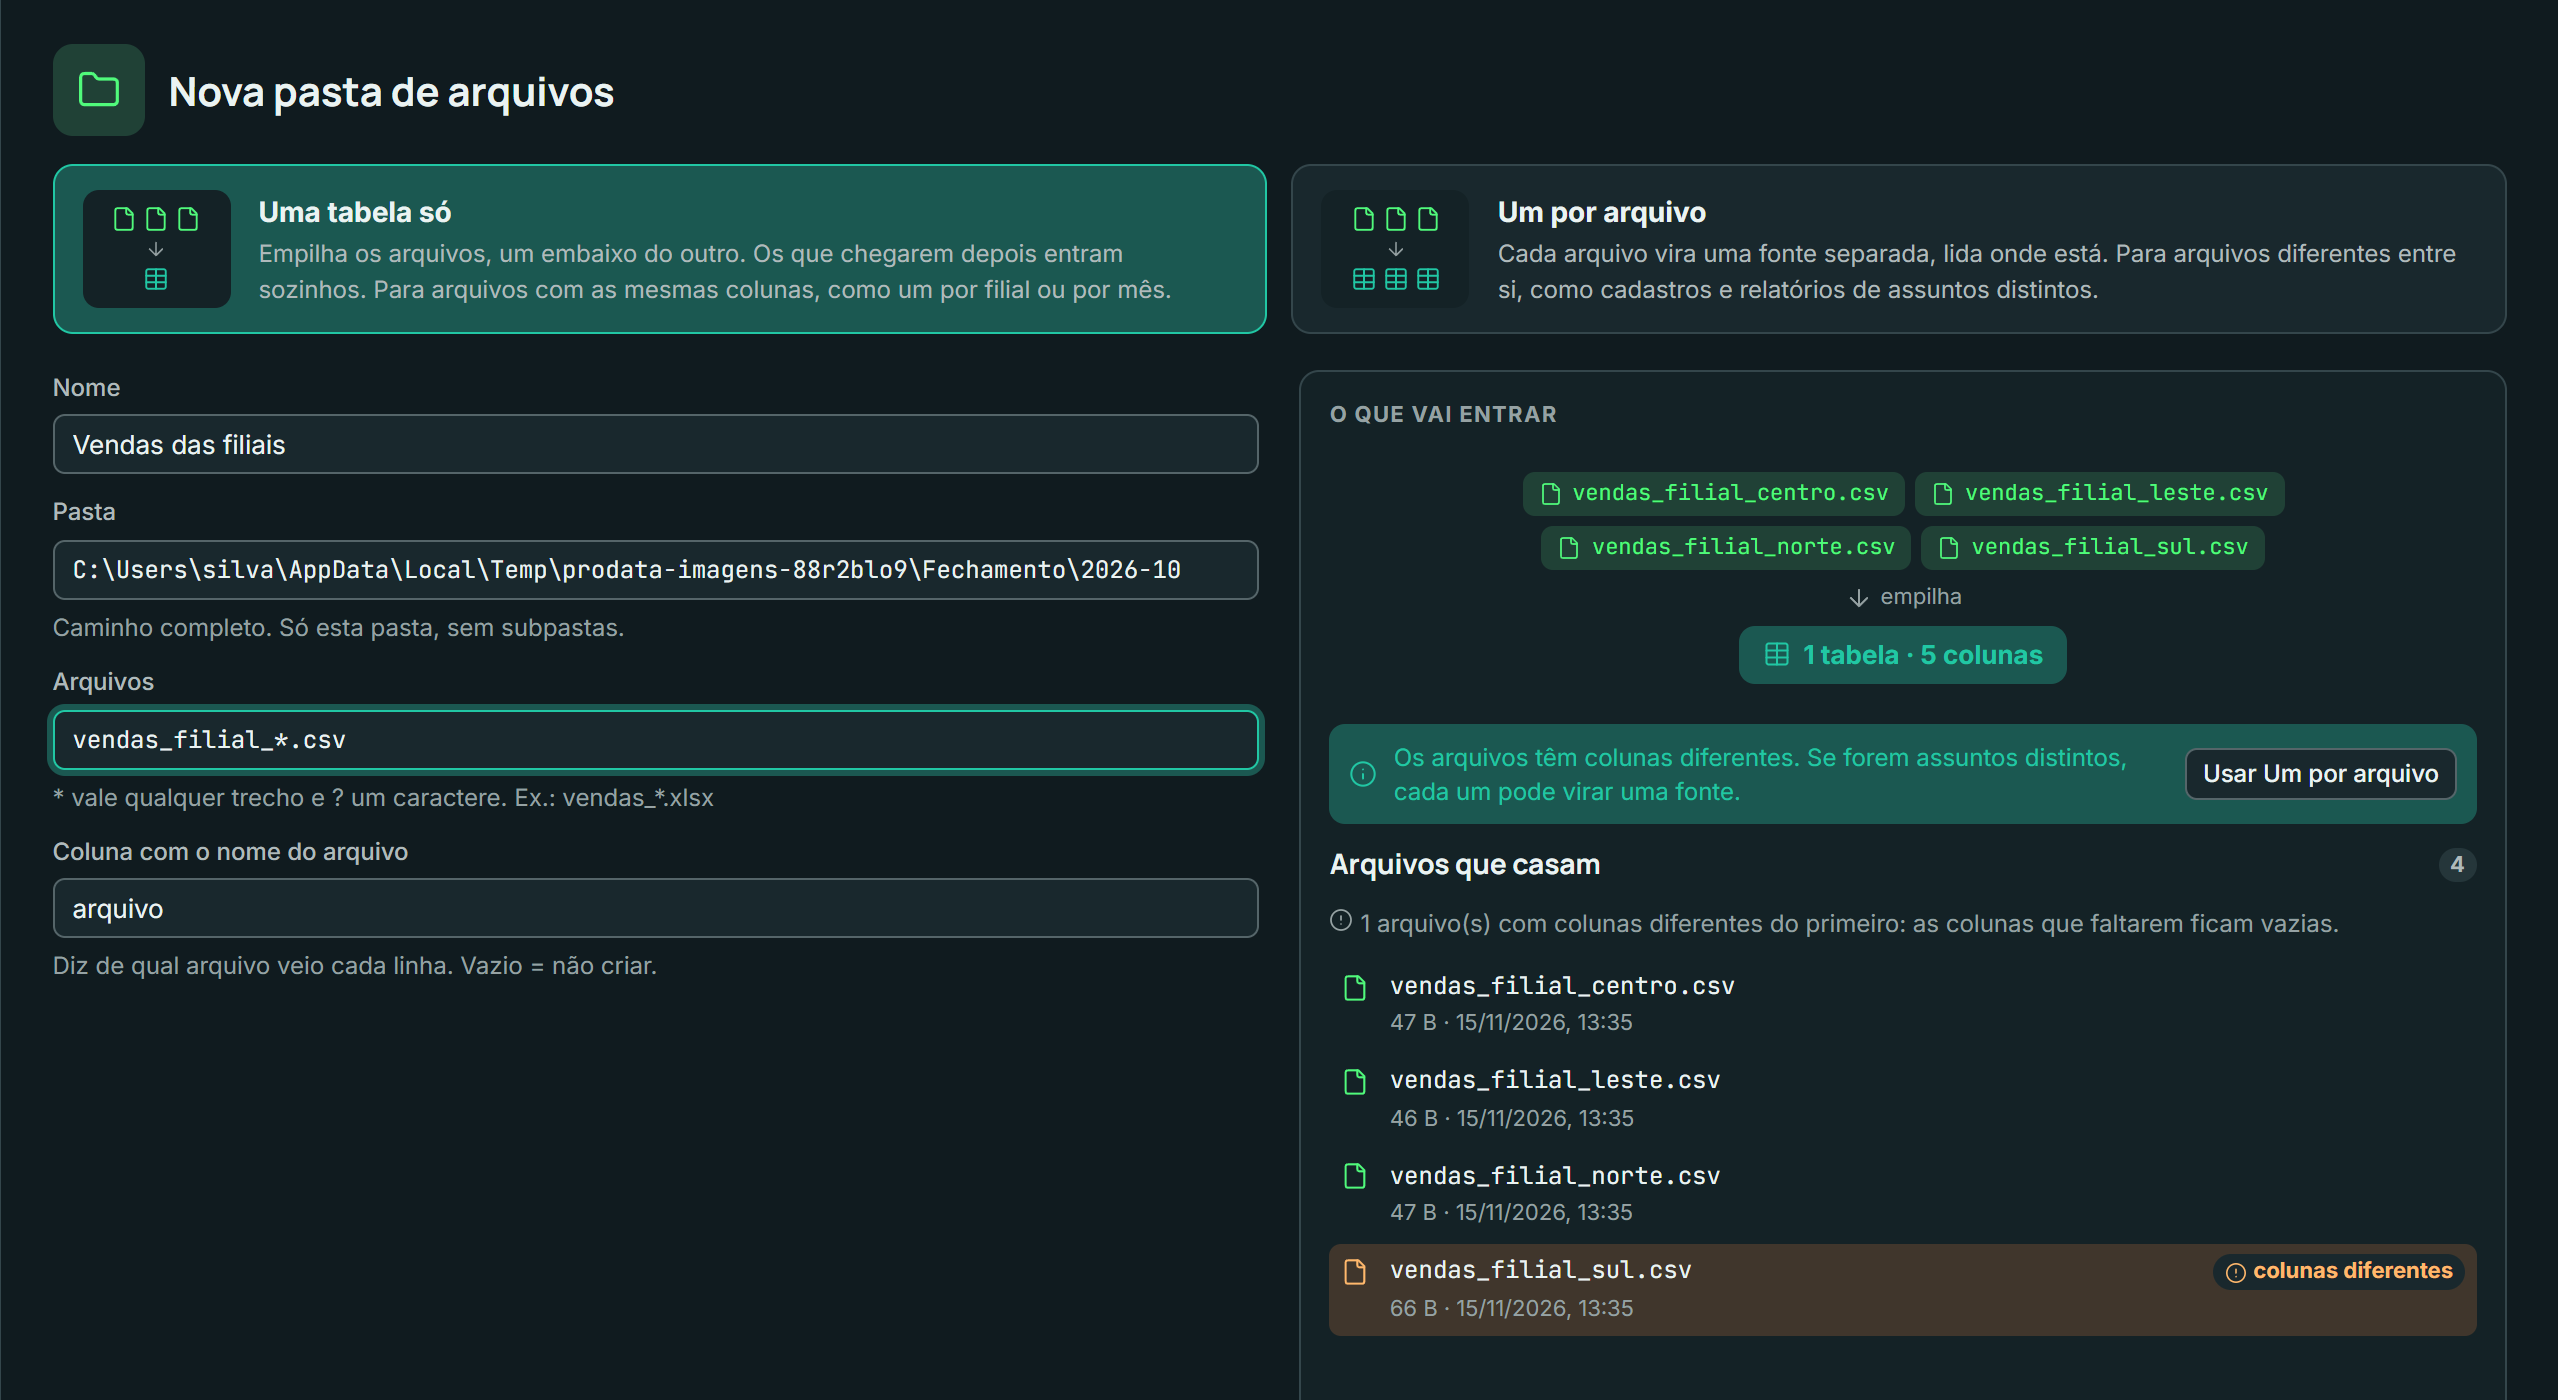 Nova pasta de arquivos
Uma tabela só
Empilha os arquivos, um embaixo do outro. Os que chegarem depois entram
sozinhos. Para arquivos com as mesmas colunas, como um por filial ou por mês.
Um por arquivo
Cada arquivo vira uma fonte separada, lida onde está. Para arquivos diferentes entre
si, como cadastros e relatórios de assuntos distintos.
Nome
Vendas das filiais
Pasta
C:\Users\silva\AppData\Local\Temp\prodata-imagens-88r2blo9\Fechamento\2026-10
Caminho completo. Só esta pasta, sem subpastas.
Arquivos
vendas_filial_*.csv
* vale qualquer trecho e ? um caractere. Ex.: vendas_*.xlsx
Coluna com o nome do arquivo
arquivo
Diz de qual arquivo veio cada linha. Vazio = não criar.
O QUE VAI ENTRAR
vendas_filial_centro.csv
vendas_filial_leste.csv
vendas_filial_norte.csv
vendas_filial_sul.csv
empilha
1 tabela · 5 colunas
Os arquivos têm colunas diferentes. Se forem assuntos distintos,
cada um pode virar uma fonte.
Usar Um por arquivo
Arquivos que casam
4
1 arquivo(s) com colunas diferentes do primeiro: as colunas que faltarem ficam vazias.
vendas_filial_centro.csv
47 B · 15/11/2026, 13:35
vendas_filial_leste.csv
46 B · 15/11/2026, 13:35
vendas_filial_norte.csv
47 B · 15/11/2026, 13:35
vendas_filial_sul.csv
colunas diferentes
66 B · 15/11/2026, 13:35